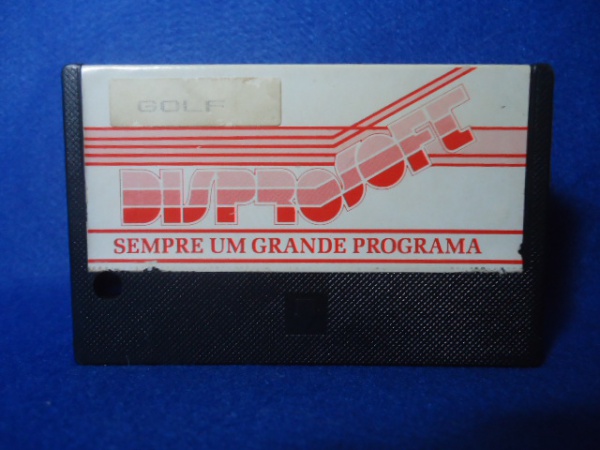 GOLF
DISPROSOFT
SEMPRE UM GRANDE PROGRAMA